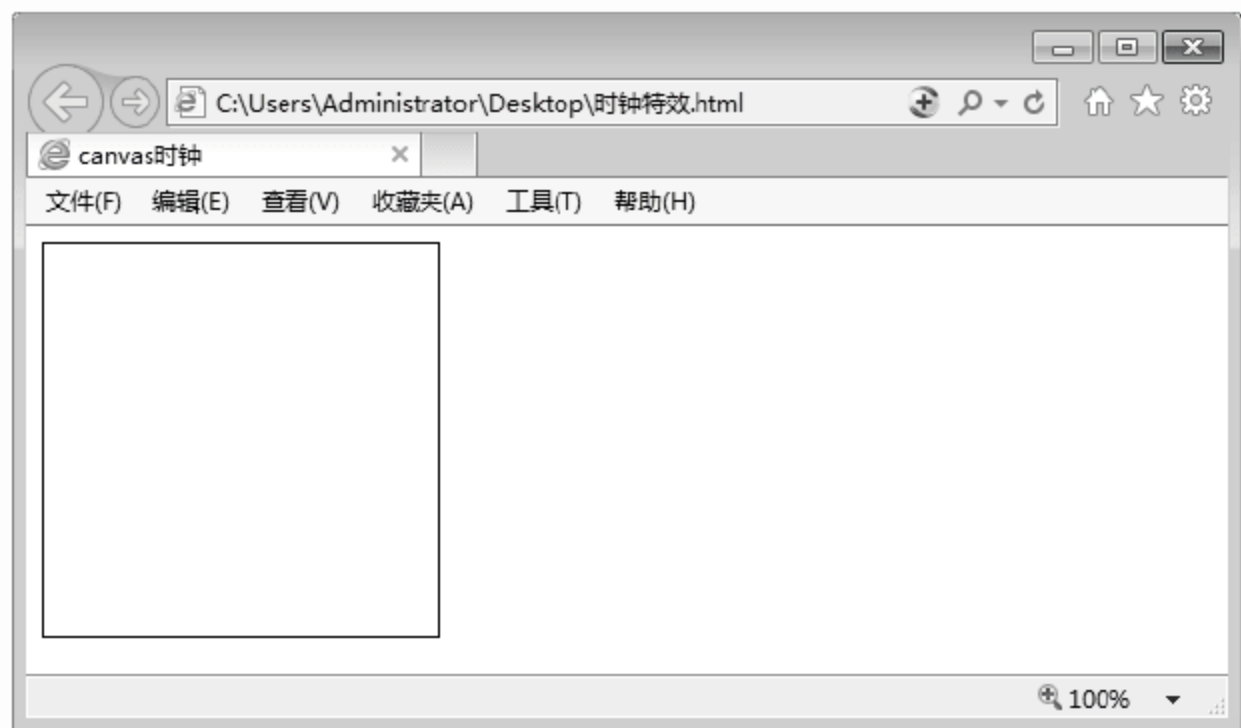 C:\Users\Administrator\Desktop\时钟特效.html
canvas时钟
文件(F) 编辑(E) 查看(V) 收藏夹(A) 工具(T) 帮助(H)
100%